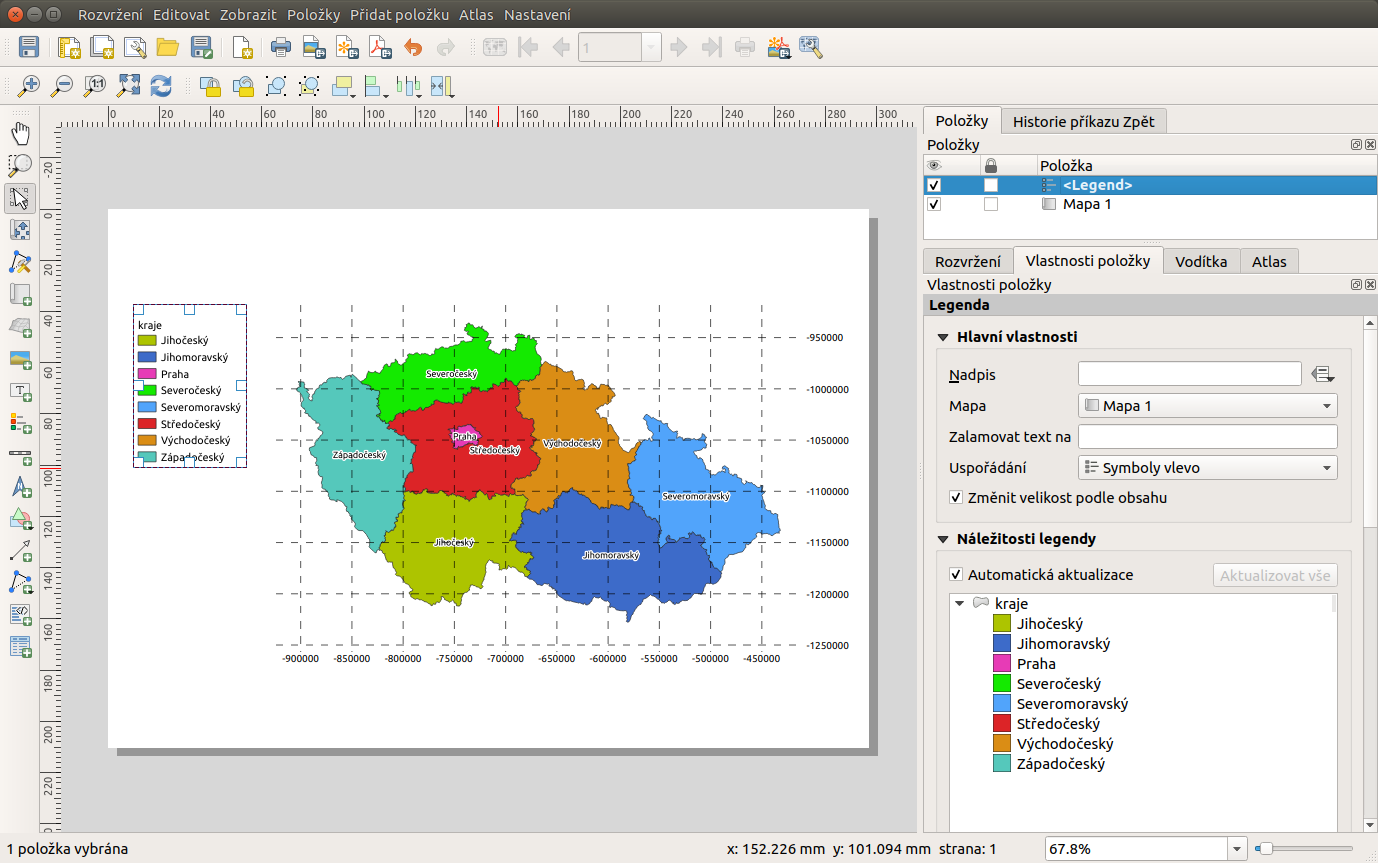 Rozvržení Editovat Zobrazit Položky Přidat položku Atlas Nastavení
1
1:1
0 20 40 60 80 100 120 140 160 180 200 220 240 260 280 300
-20
0
20
40
60
80
100
120
140
160
180
200
220
kraje
Jihočeský
Jihomoravský
Praha
Severočeský
Severomoravský
Středočeský
Východočeský
Západočeský
Severočeský
Praha
Středočeský
Východočeský
Západočeský
Severomoravský
Jihočeský
Jihomoravský
-950000
-1000000
-1050000
-1100000
-1150000
-1200000
-1250000
-900000 -850000 -800000 -750000 -700000 -650000 -600000 -550000 -500000 -450000
Položky Historie příkazu Zpět
Položky
Položka
<Legend>
Mapa 1
Rozvržení Vlastnosti položky Vodítka Atlas
Vlastnosti položky
Legenda
Hlavní vlastnosti
Nadpis
Mapa Mapa 1
Zalamovat text na
Uspořádání Symboly vlevo
Změnit velikost podle obsahu
Náležitosti legendy
Automatická aktualizace Aktualizovat vše
kraje
Jihočeský
Jihomoravský
Praha
Severočeský
Severomoravský
Středočeský
Východočeský
Západočeský
1 položka vybrána x: 152.226 mm y: 101.094 mm strana: 1 67.8%